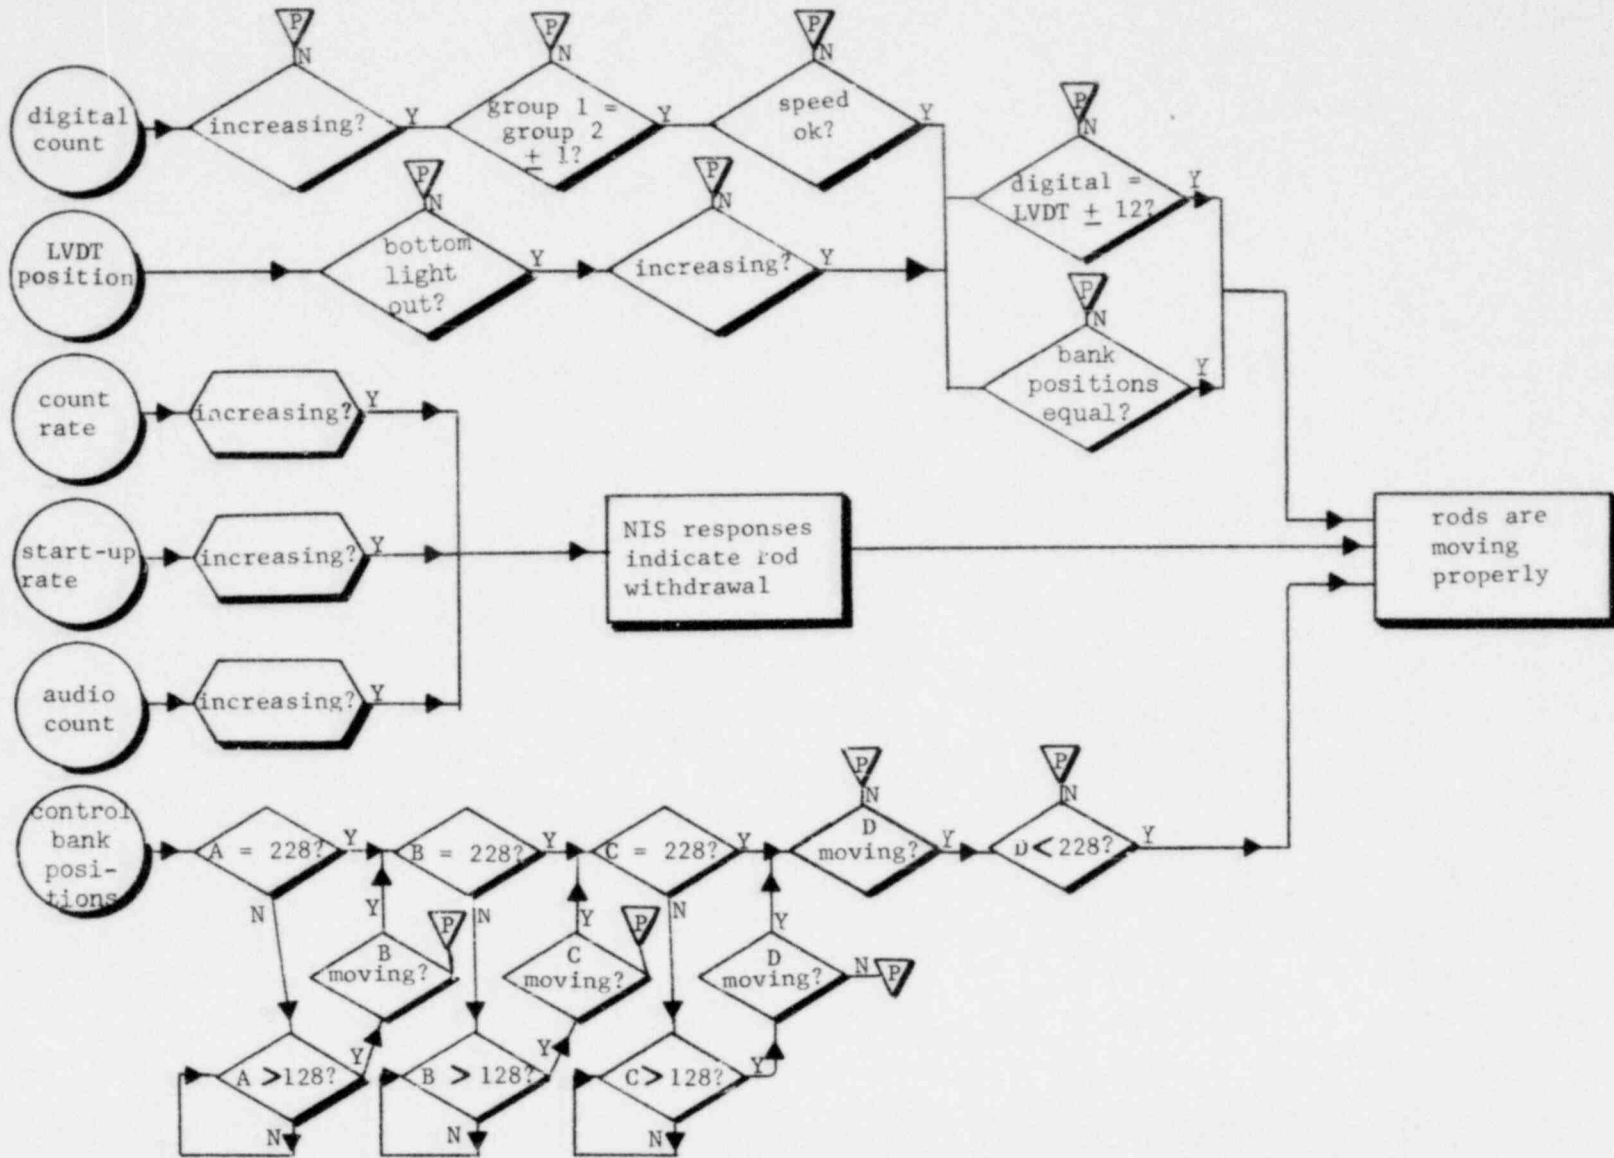 P
N
P
N
P
N
digital
count
increasing?
Y
group 1 =
group 2
± 1?
Y
speed
ok?
Y
P
N
digital =
LVDT ± 12?
Y
LVDT
position
P
N
bottom
light
out?
Y
P
N
increasing?
Y
P
N
bank
positions
equal?
Y
count
rate
increasing?
Y
start-up
rate
increasing?
Y
NIS responses
indicate rod
withdrawal
rods are
moving
properly
audio
count
increasing?
Y
control
bank
posi-
tions
A = 228?
Y
N
B = 228?
Y
N
C = 228?
Y
N
P
N
D
moving?
Y
P
N
D < 228?
Y
Y
P
B
moving?
Y
P
C
moving?
Y
D
moving?
N
P
A > 128?
Y
N
B > 128?
Y
N
C > 128?
Y
N